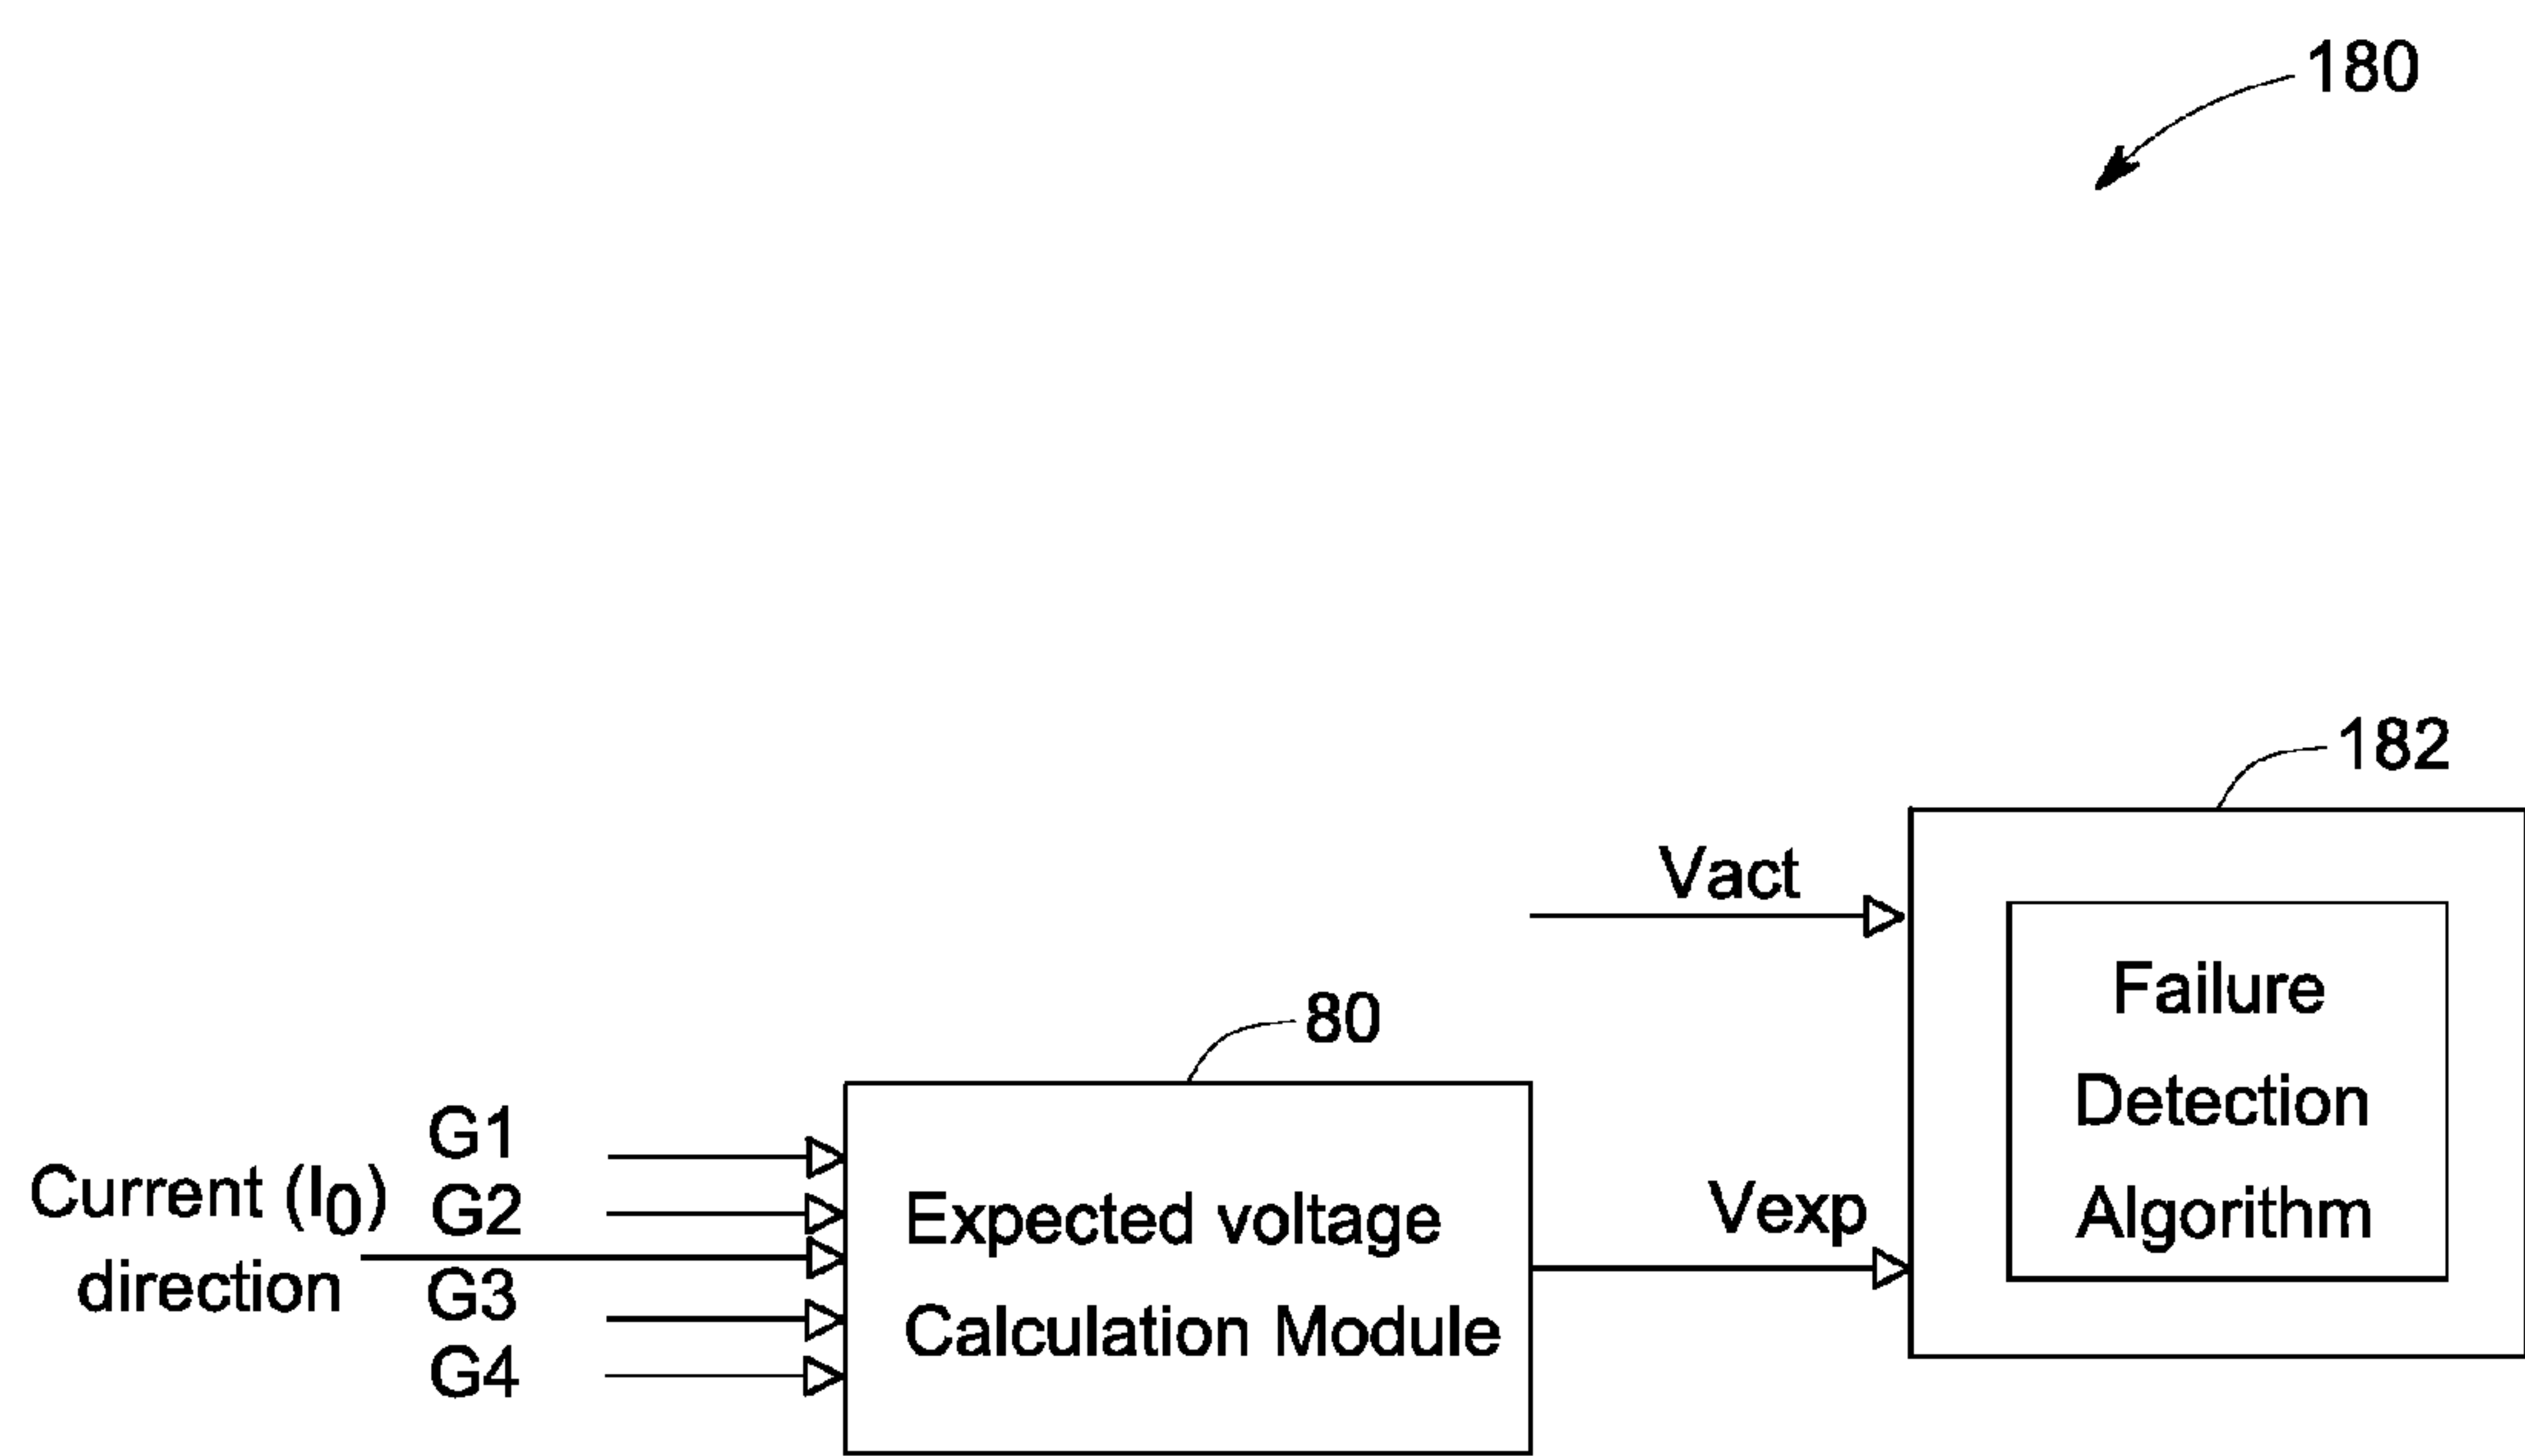 180
182
Vact
Failure
Detection
Algorithm
80
G1
Current (I0)
G2
direction
G3
G4
Expected voltage
Calculation Module
Vexp